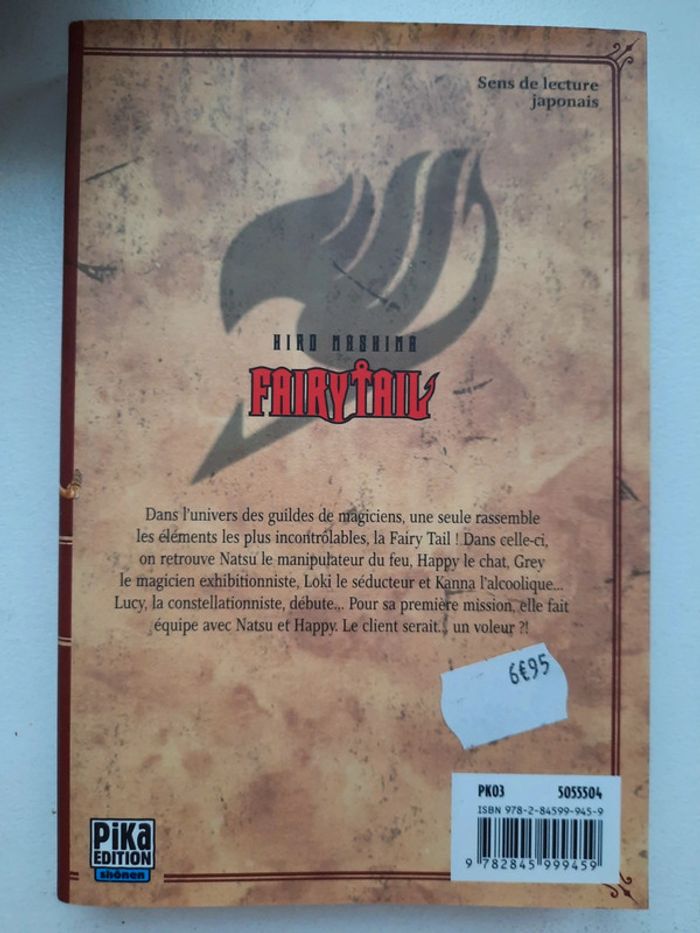 Sens de lecture
japonais
HIRO MASHIMA
FAIRY TAIL
Dans l'univers des guildes de magiciens, une seule rassemble
les éléments les plus incontrôlables, la Fairy Tail ! Dans celle-ci,
on retrouve Natsu le manipulateur du feu, Happy le chat, Grey
le magicien exhibitionniste, Loki le séducteur et Kanna l'alcoolique...
Lucy, la constellationniste, débute... Pour sa première mission, elle fait
équipe avec Natsu et Happy. Le client serait... un voleur ?!
6€95
PK03 5055504
ISBN 978-2-84599-945-9
9 782845 999459
PiKa
EDITION
shônen